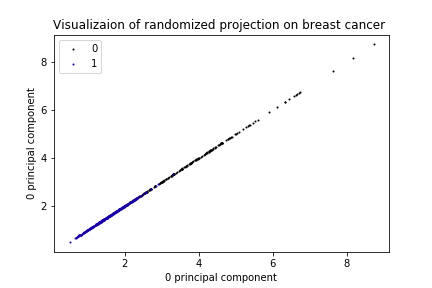 Visualizaion of randomized projection on breast cancer
0
1
8
6
4
2
0 principal component
2 4 6 8
0 principal component